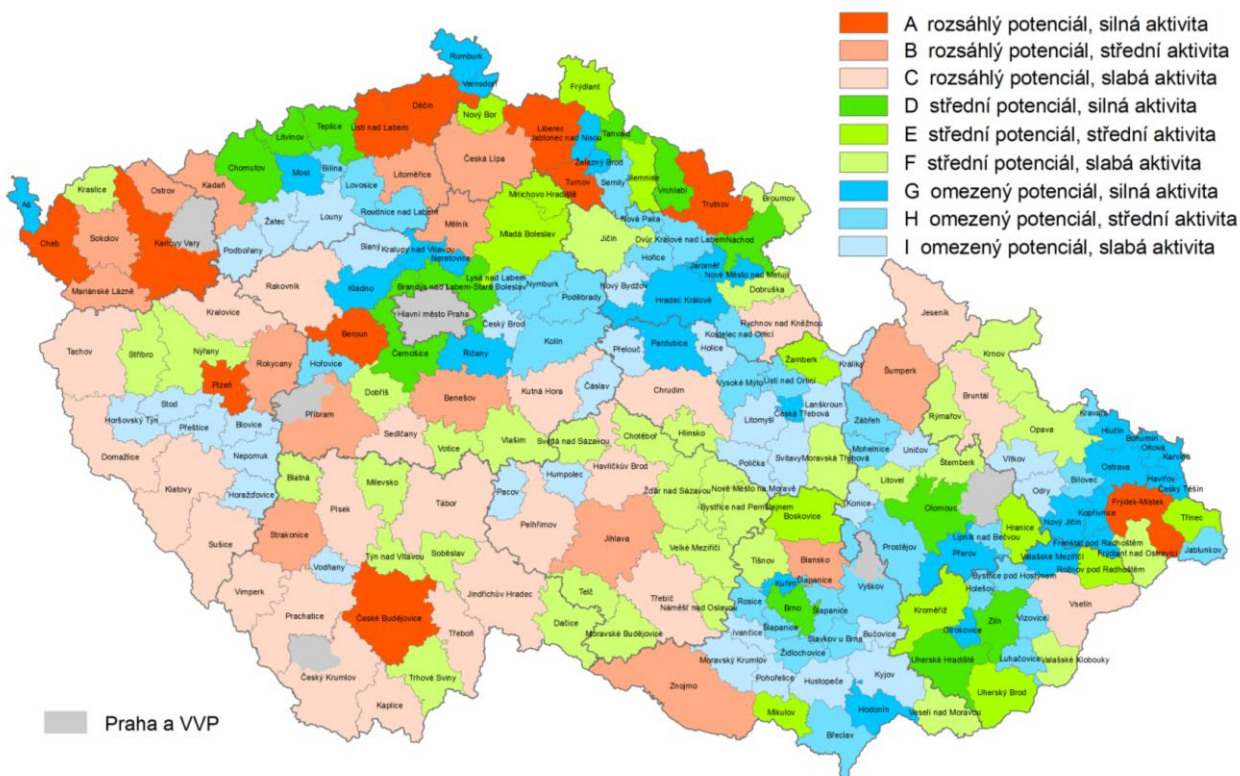 A rozsáhlý potenciál, silná aktivita
B rozsáhlý potenciál, střední aktivita
C rozsáhlý potenciál, slabá aktivita
D střední potenciál, silná aktivita
E střední potenciál, střední aktivita
F střední potenciál, slabá aktivita
G omezený potenciál, silná aktivita
H omezený potenciál, střední aktivita
I omezený potenciál, slabá aktivita
Rumburk
Varnsdorf
Frýdlant
Děčín
Nový Bor
Ústí nad Labem
Teplice
Litvínov
Liberec
Jablonec nad Nisou
Tanvald
Chomutov
Most
Bílina
Česká Lípa
Železný Brod
Jilemnice
Vrchlabí
Trutnov
Litoměřice
Lovosice
Turnov
Semily
Kraslice
Ostrov
Kadaň
Broumov
Aš
Roudnice nad Labem
Mnichovo Hradiště
Nová Paka
Cheb
Sokolov
Karlovy Vary
Žatec
Louny
Mělník
Mladá Boleslav
Jičín
Dvůr Králové nad Labem
Náchod
Podbořany
Slaný
Kralupy nad Vltavou
Neratovice
Hořice
Jaroměř
Nové Město nad Metují
Mariánské Lázně
Rakovník
Kladno
Lysá nad Labem
Brandýs nad Labem-Stará Boleslav
Nymburk
Poděbrady
Nový Bydžov
Hradec Králové
Dobruška
Kralovice
Hlavní město Praha
Český Brod
Rychnov nad Kněžnou
Kostelec nad Orlicí
Jeseník
Tachov
Stříbro
Nýřany
Rokycany
Beroun
Hořovice
Černošice
Říčany
Kolín
Přelouč
Pardubice
Holice
Žamberk
Králíky
Krnov
Plzeň
Dobříš
Kutná Hora
Čáslav
Chrudim
Vysoké Mýto
Ústí nad Orlicí
Šumperk
Bruntál
Stod
Příbram
Benešov
Lanškroun
Česká Třebová
Rýmařov
Horšovský Týn
Přeštice
Blovice
Sedlčany
Vlašim
Světlá nad Sázavou
Chotěboř
Hlinsko
Litomyšl
Zábřeh
Opava
Kravaře
Hlučín
Domažlice
Nepomuk
Votice
Havlíčkův Brod
Polička
Svitavy
Moravská Třebová
Mohelnice
Uničov
Šternberk
Vítkov
Bohumín
Orlová
Karviná
Klatovy
Horažďovice
Blatná
Milevsko
Pacov
Humpolec
Žďár nad Sázavou
Nové Město na Moravě
Litovel
Odry
Bílovec
Ostrava
Havířov
Český Těšín
Písek
Tábor
Pelhřimov
Bystřice nad Pernštejnem
Boskovice
Konice
Olomouc
Frýdek-Místek
Třinec
Sušice
Strakonice
Jihlava
Velké Meziříčí
Hranice
Nový Jičín
Kopřivnice
Lipník nad Bečvou
Frenštát pod Radhoštěm
Frýdlant nad Ostravicí
Jablunkov
Týn nad Vltavou
Soběslav
Tišnov
Blansko
Prostějov
Přerov
Valašské Meziříčí
Rožnov pod Radhoštěm
Vodňany
Vimperk
Jindřichův Hradec
Telč
Třebíč
Náměšť nad Oslavou
Kuřim
Šlapanice
Vyškov
Bystřice pod Hostýnem
Holešov
Vsetín
Prachatice
České Budějovice
Třeboň
Dačice
Moravské Budějovice
Rosice
Brno
Šlapanice
Kroměříž
Zlín
Vizovice
Ivančice
Šlapanice
Slavkov u Brna
Bučovice
Otrokovice
Luhačovice
Valašské Klobouky
Český Krumlov
Trhové Sviny
Moravský Krumlov
Židlochovice
Uherské Hradiště
Kaplice
Znojmo
Pohořelice
Hustopeče
Kyjov
Uherský Brod
Mikulov
Hodonín
Veselí nad Moravou
Břeclav
Praha a VVP